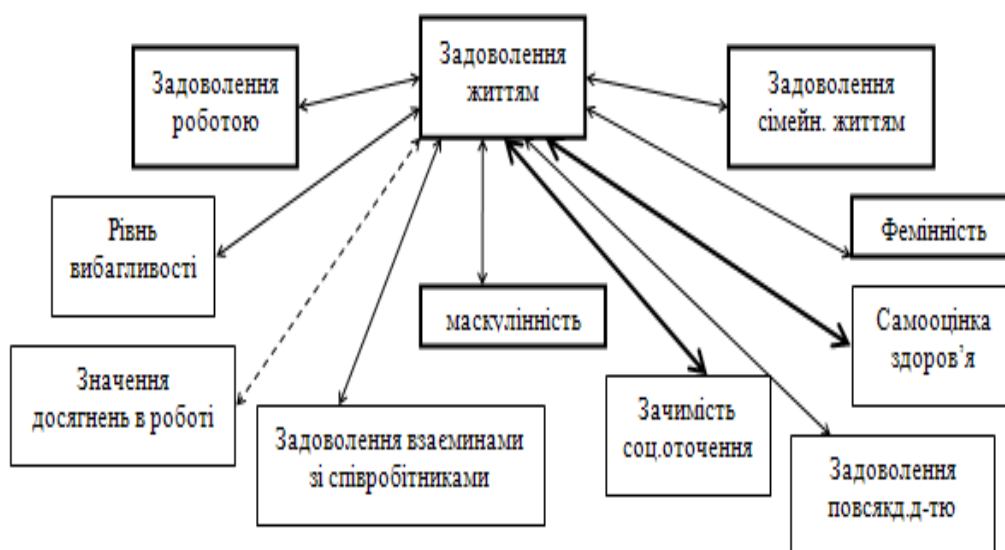 Задоволення
життям
Задоволення
роботою
Задоволення
сімейн. життям
Рівнь
вибагливості
Фемінність
маскулінність
Самооцінка
здоров’я
Значення
досягнень в роботі
Задоволення взаєминами
зі співробітниками
Зачимість
соц.оточення
Задоволення
повсякд.д-тю